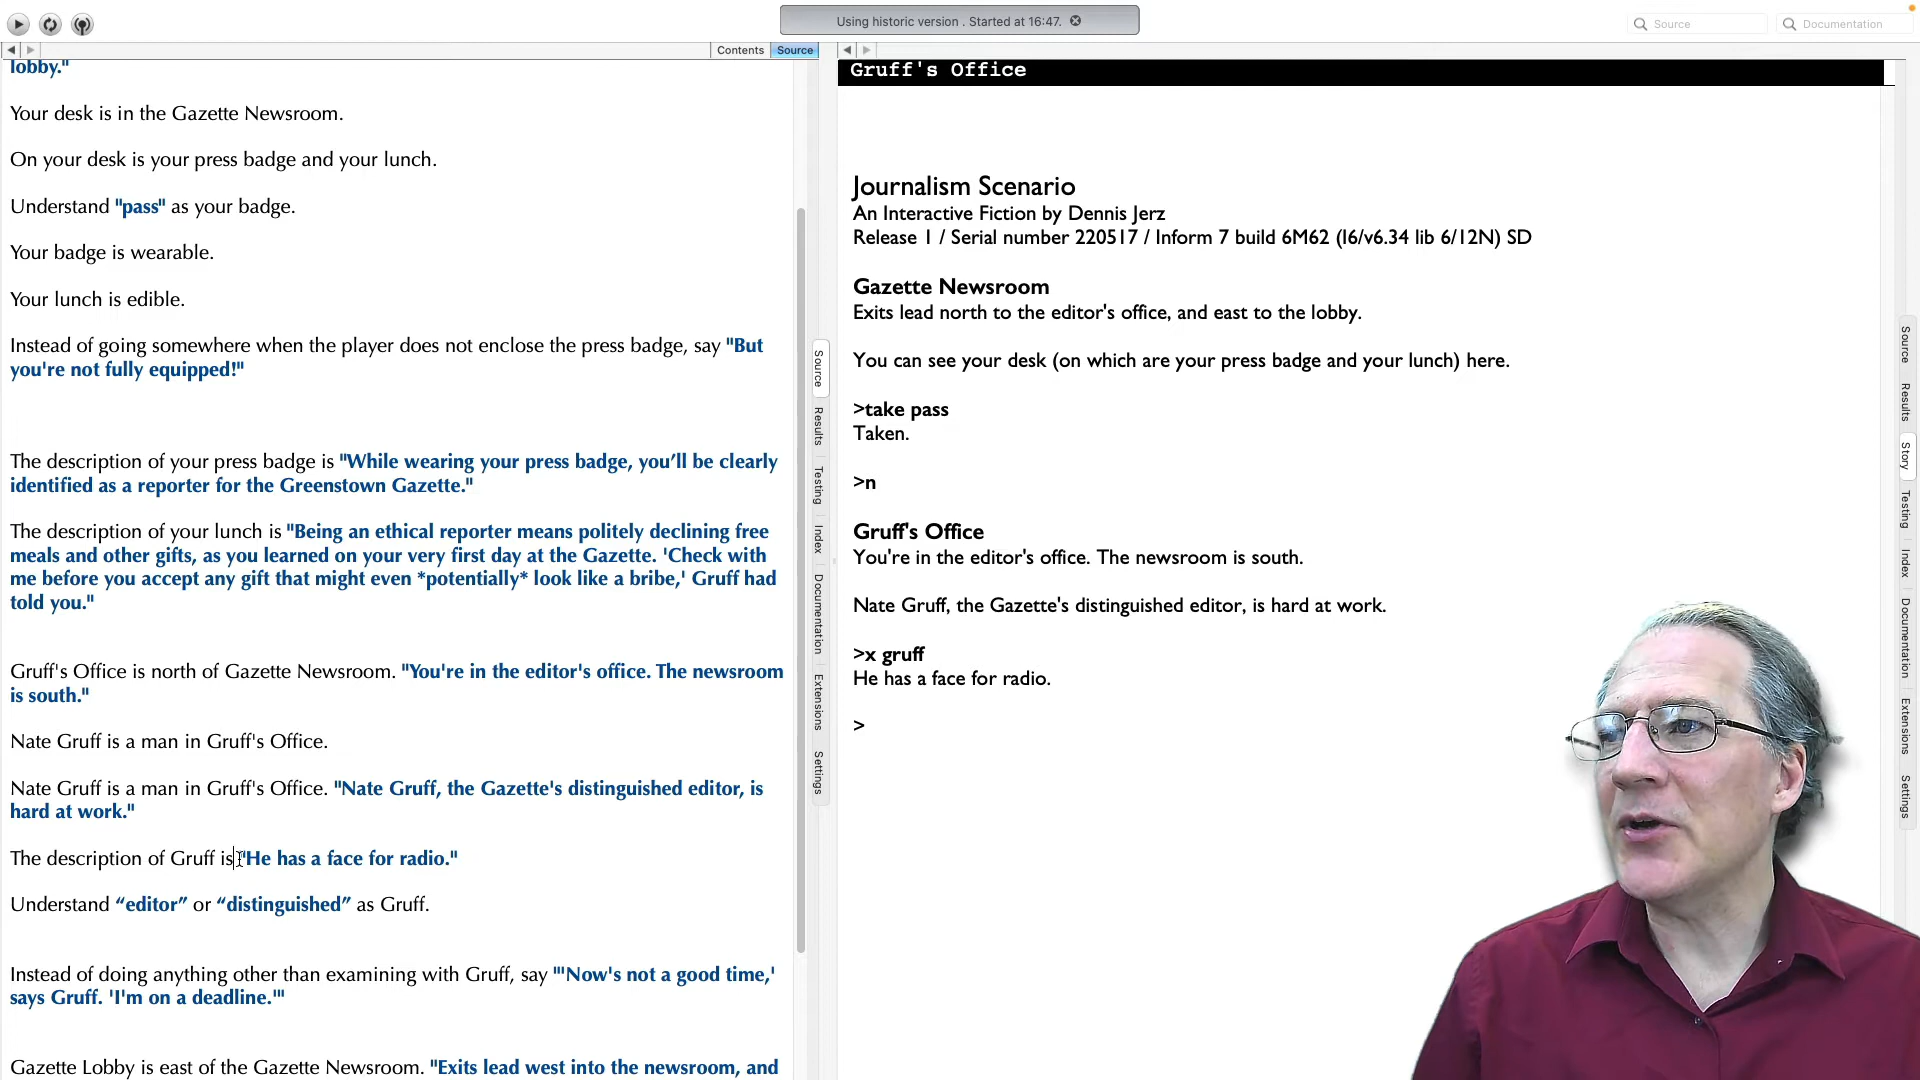 Using historic version . Started at 16:47.
Source
Documentation
Contents
Source
lobby."
Your desk is in the Gazette Newsroom.
On your desk is your press badge and your lunch.
Understand "pass" as your badge.
Your badge is wearable.
Your lunch is edible.
Instead of going somewhere when the player does not enclose the press badge, say "But
you're not fully equipped!"
The description of your press badge is "While wearing your press badge, you’ll be clearly
identified as a reporter for the Greenstown Gazette."
The description of your lunch is "Being an ethical reporter means politely declining free
meals and other gifts, as you learned on your very first day at the Gazette. 'Check with
me before you accept any gift that might even *potentially* look like a bribe,' Gruff had
told you."
Gruff's Office is north of Gazette Newsroom. "You're in the editor's office. The newsroom
is south."
Nate Gruff is a man in Gruff's Office.
Nate Gruff is a man in Gruff's Office. "Nate Gruff, the Gazette's distinguished editor, is
hard at work."
The description of Gruff is "He has a face for radio."
Understand “editor” or “distinguished” as Gruff.
Instead of doing anything other than examining with Gruff, say "'Now's not a good time,'
says Gruff. 'I'm on a deadline.'"
Gazette Lobby is east of the Gazette Newsroom. "Exits lead west into the newsroom, and
Source
Results
Testing
Index
Documentation
Extensions
Settings
Gruff's Office
Journalism Scenario
An Interactive Fiction by Dennis Jerz
Release 1 / Serial number 220517 / Inform 7 build 6M62 (I6/v6.34 lib 6/12N) SD
Gazette Newsroom
Exits lead north to the editor's office, and east to the lobby.
You can see your desk (on which are your press badge and your lunch) here.
>take pass
Taken.
>n
Gruff's Office
You're in the editor's office. The newsroom is south.
Nate Gruff, the Gazette's distinguished editor, is hard at work.
>x gruff
He has a face for radio.
>
Source
Results
Story
Testing
Index
Documentation
Extensions
Settings